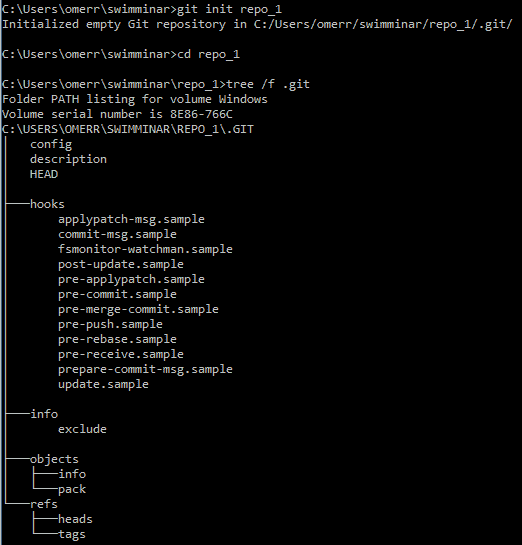 C:\Users\omerr\swimminar>git init repo_1
Initialized empty Git repository in C:/Users/omerr/swimminar/repo_1/.git/
C:\Users\omerr\swimminar>cd repo_1
C:\Users\omerr\swimminar\repo_1>tree /f .git
Folder PATH listing for volume Windows
Volume serial number is 8E86-766C
C:\USERS\OMERR\SWIMMINAR\REPO_1\.GIT
config
description
HEAD
hooks
applypatch-msg.sample
commit-msg.sample
fsmonitor-watchman.sample
post-update.sample
pre-applypatch.sample
pre-commit.sample
pre-merge-commit.sample
pre-push.sample
pre-rebase.sample
pre-receive.sample
prepare-commit-msg.sample
update.sample
info
exclude
objects
info
pack
refs
heads
tags